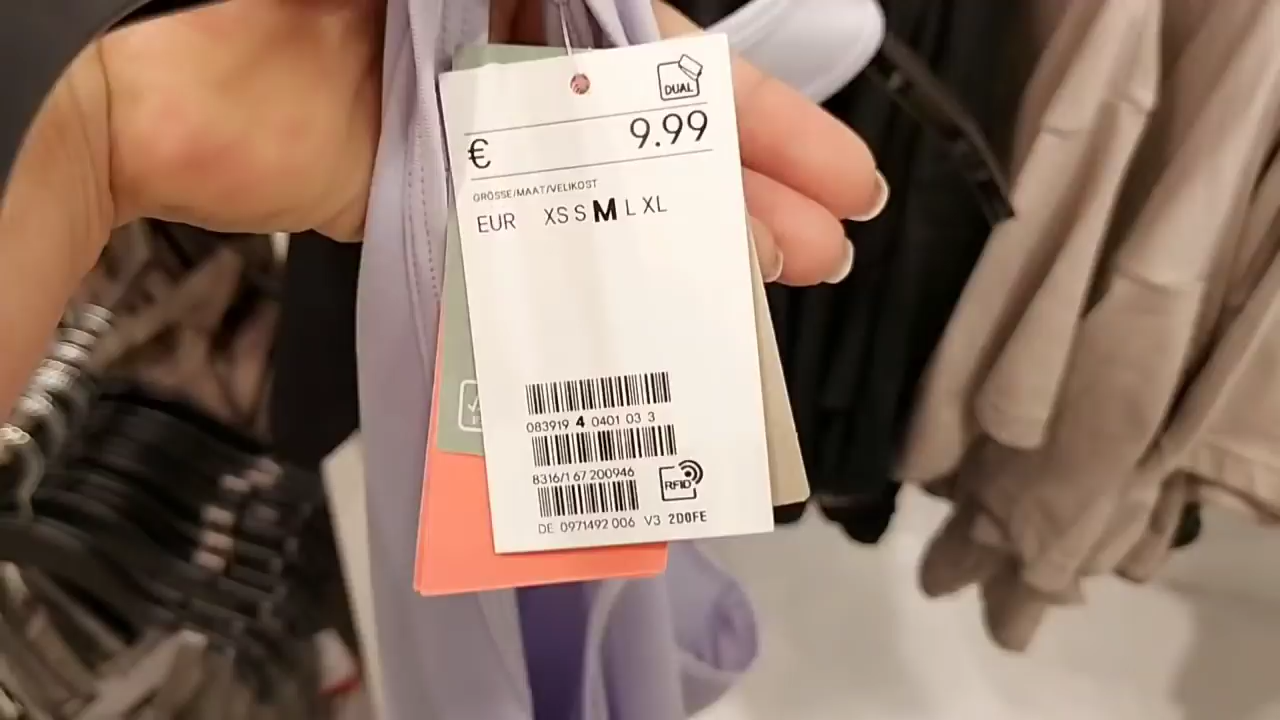 DUAL
€ 9.99
GRÖSSE/MAAT/VELIKOST
EUR XS S M L XL
083919 4 0401 03 3
8316/1 67 200946
RFID
DE 0971492 006 V3 2D0FE